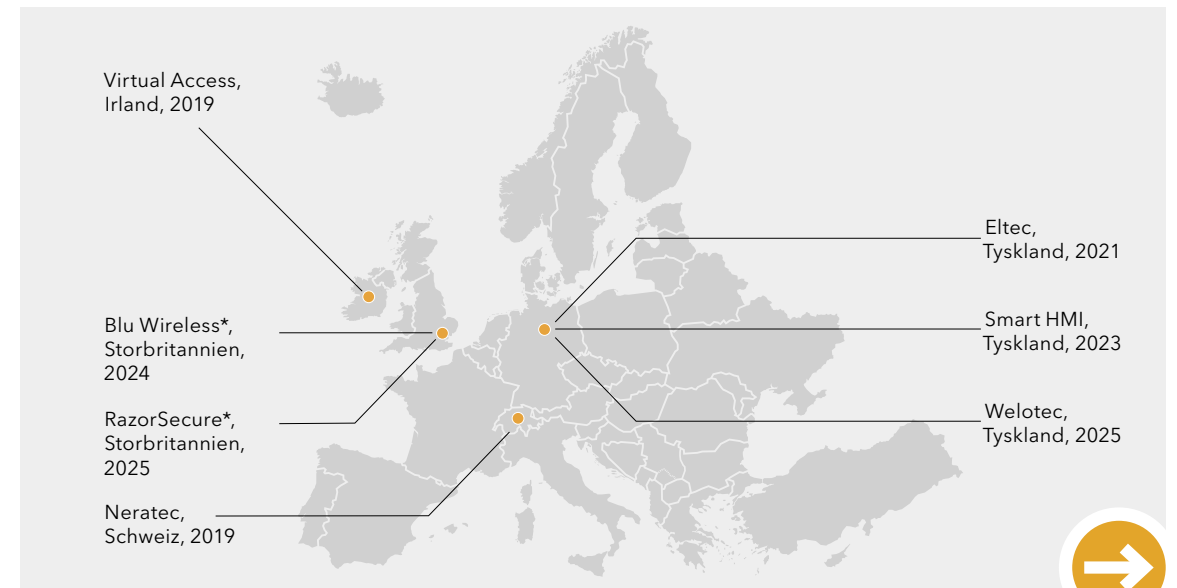 Virtual Access,
Irland, 2019
Blu Wireless*,
Storbritannien,
2024
RazorSecure*,
Storbritannien,
2025
Neratec,
Schweiz, 2019
Eltec,
Tyskland, 2021
Smart HMI,
Tyskland, 2023
Welotec,
Tyskland, 2025